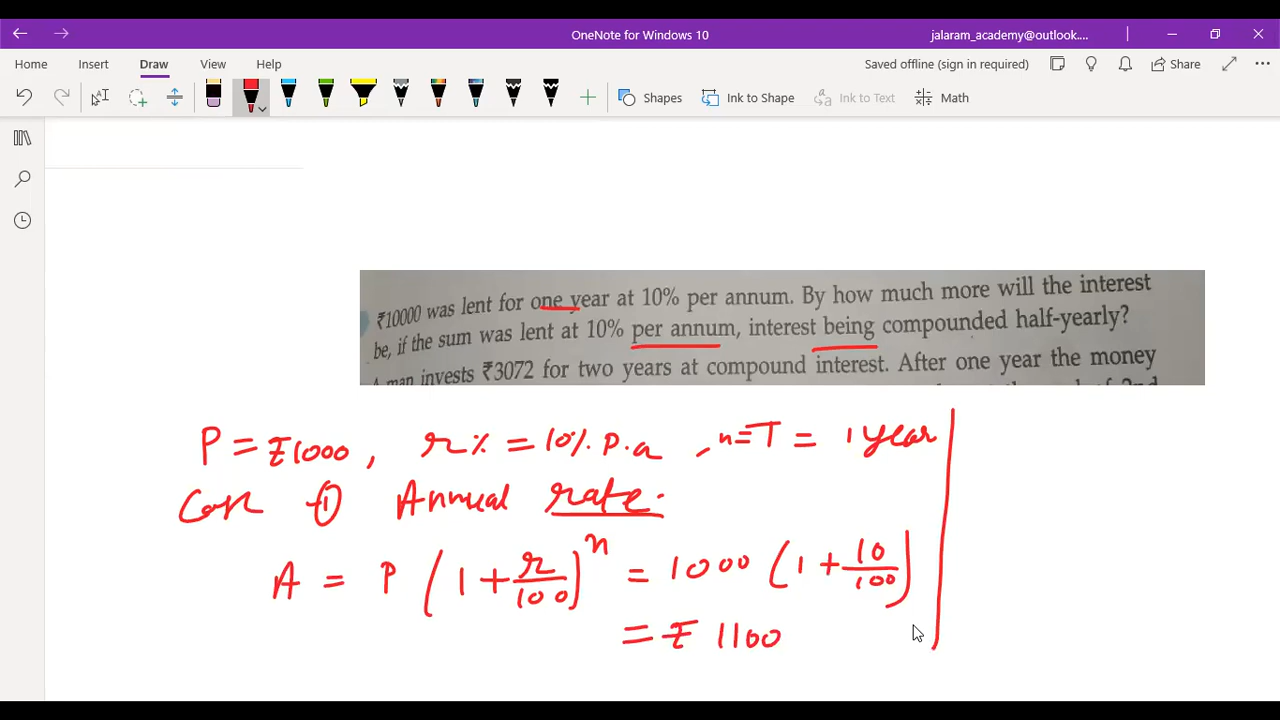 OneNote for Windows 10
jalaram_academy@outlook....
Home Insert Draw View Help
Saved offline (sign in required)
Share
Shapes
Ink to Shape
Ink to Text
Math
₹10000 was lent for one year at 10% per annum. By how much more will the interest
be, if the sum was lent at 10% per annum, interest being compounded half-yearly?
A man invests ₹3072 for two years at compound interest. After one year the money
P = ₹1000, r% = 10% p.a, n=T = 1 year
Case ① Annual rate.
A = P (1 + r/100)^n = 1000 (1 + 10/100)
= ₹ 1100